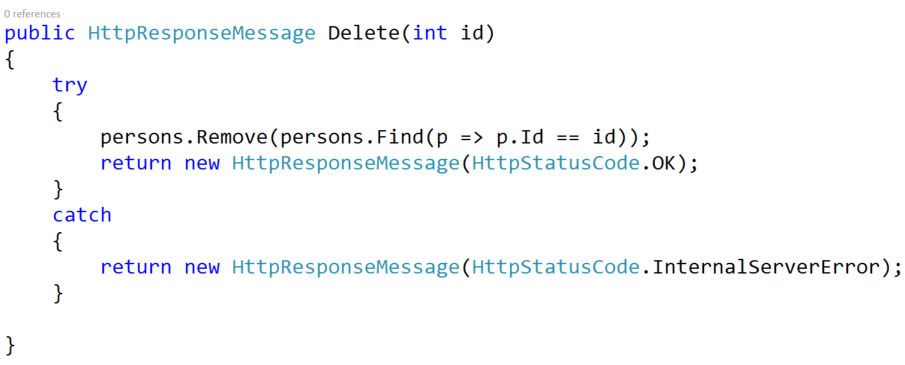 0 references
public HttpResponseMessage Delete(int id)
{
    try
    {
        persons.Remove(persons.Find(p => p.Id == id));
        return new HttpResponseMessage(HttpStatusCode.OK);
    }
    catch
    {
        return new HttpResponseMessage(HttpStatusCode.InternalServerError);
    }
}